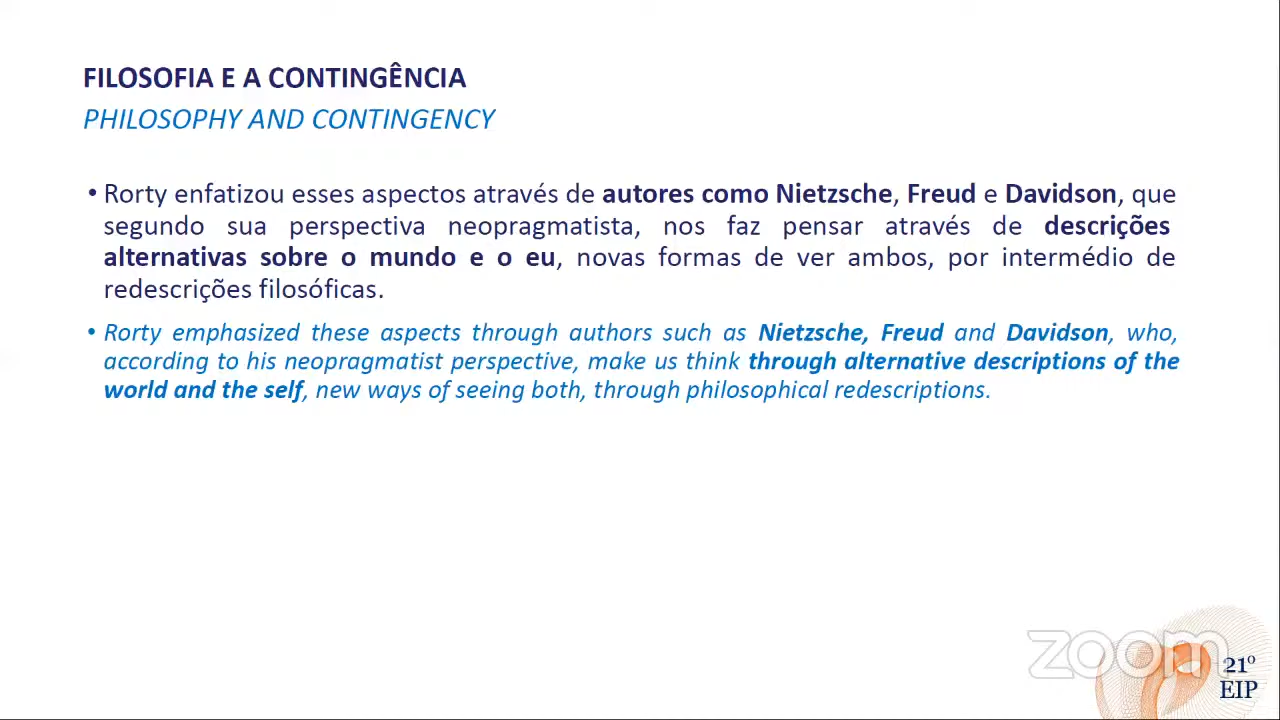 FILOSOFIA E A CONTINGÊNCIA
PHILOSOPHY AND CONTINGENCY
• Rorty enfatizou esses aspectos através de autores como Nietzsche, Freud e Davidson, que
segundo sua perspectiva neopragmatista, nos faz pensar através de descrições
alternativas sobre o mundo e o eu, novas formas de ver ambos, por intermédio de
redescrições filosóficas.
• Rorty emphasized these aspects through authors such as Nietzsche, Freud and Davidson, who,
according to his neopragmatist perspective, make us think through alternative descriptions of the
world and the self, new ways of seeing both, through philosophical redescriptions.
zoom
21º
EIP